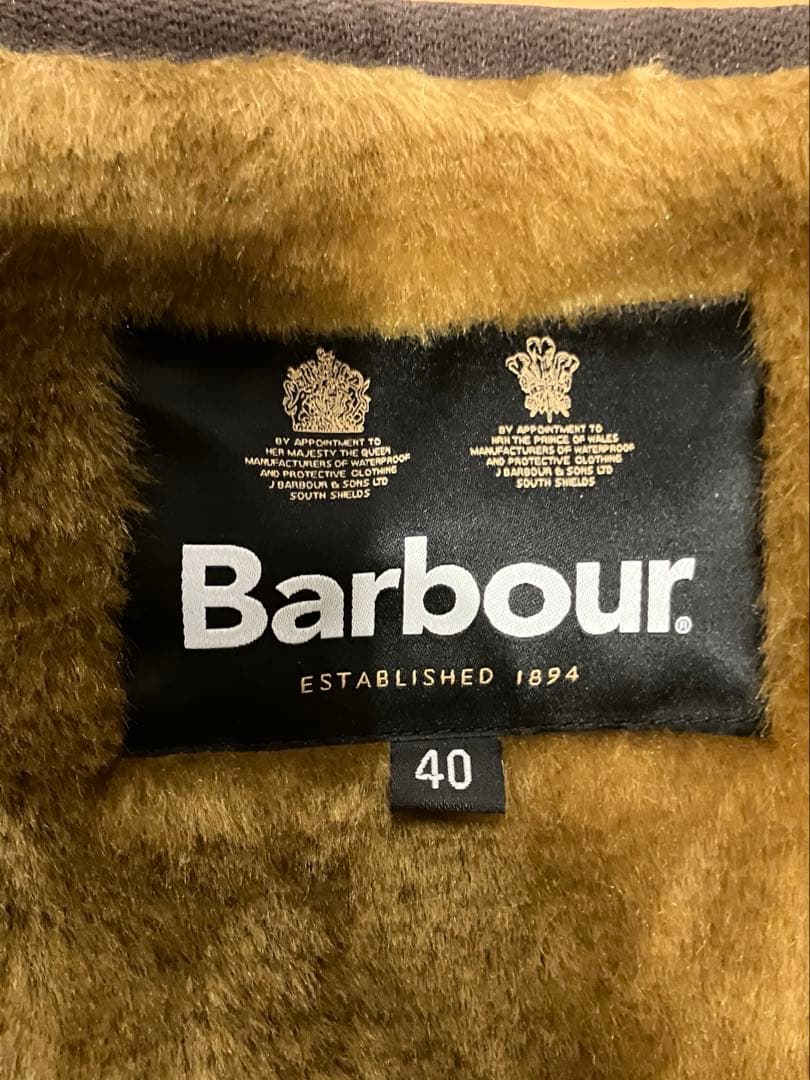 BY APPOINTMENT TO
HER MAJESTY THE QUEEN
MANUFACTURERS OF WATERPROOF
AND PROTECTIVE CLOTHING
J BARBOUR & SONS LTD
SOUTH SHIELDS
BY APPOINTMENT TO
HRH THE PRINCE OF WALES
MANUFACTURERS OF WATERPROOF
AND PROTECTIVE CLOTHING
J BARBOUR & SONS LTD
SOUTH SHIELDS
Barbour®
ESTABLISHED 1894
40